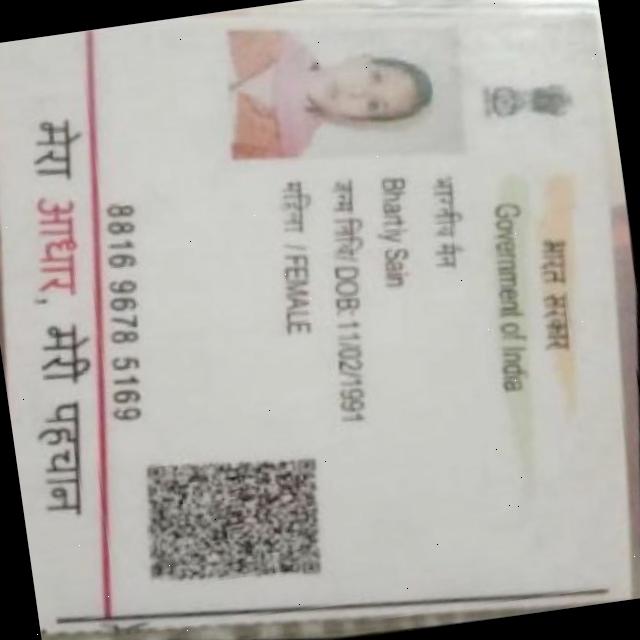 भारत सरकार
Government of India
भारतीय सैन
Bhartiy Sain
जन्म तिथि/ DOB: 11/02/1991
महिला / FEMALE
8816 9678 5169
मेरा आधार, मेरी पहचान